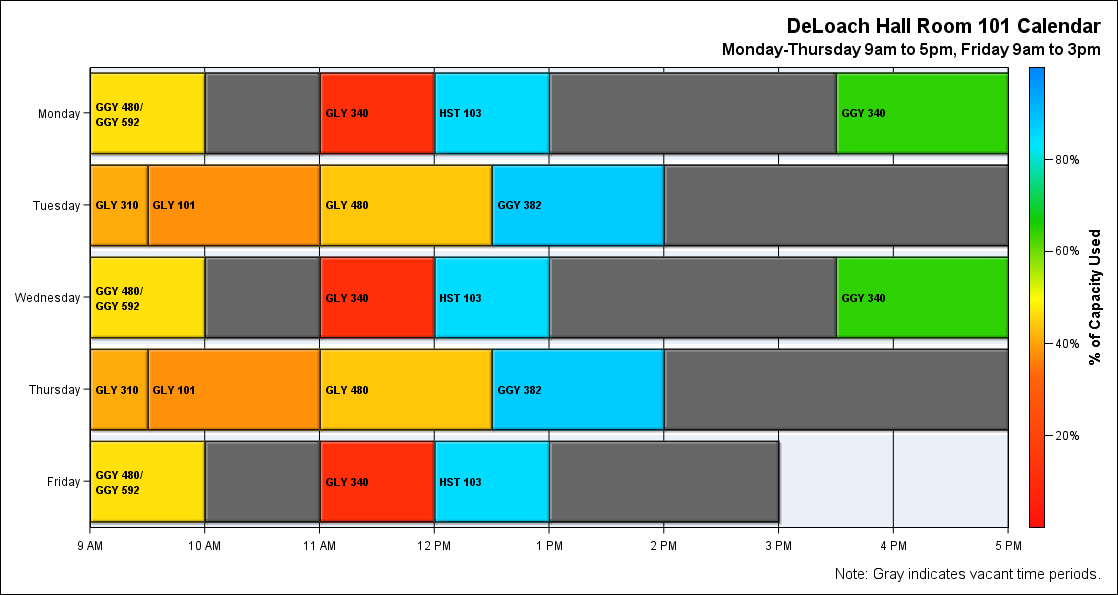 DeLoach Hall Room 101 Calendar
Monday-Thursday 9am to 5pm, Friday 9am to 3pm
Monday
GGY 480/
GGY 592
GLY 340
HST 103
GGY 340
Tuesday
GLY 310
GLY 101
GLY 480
GGY 382
Wednesday
GGY 480/
GGY 592
GLY 340
HST 103
GGY 340
Thursday
GLY 310
GLY 101
GLY 480
GGY 382
Friday
GGY 480/
GGY 592
GLY 340
HST 103
9 AM
10 AM
11 AM
12 PM
1 PM
2 PM
3 PM
4 PM
5 PM
80%
60%
40%
20%
% of Capacity Used
Note: Gray indicates vacant time periods.